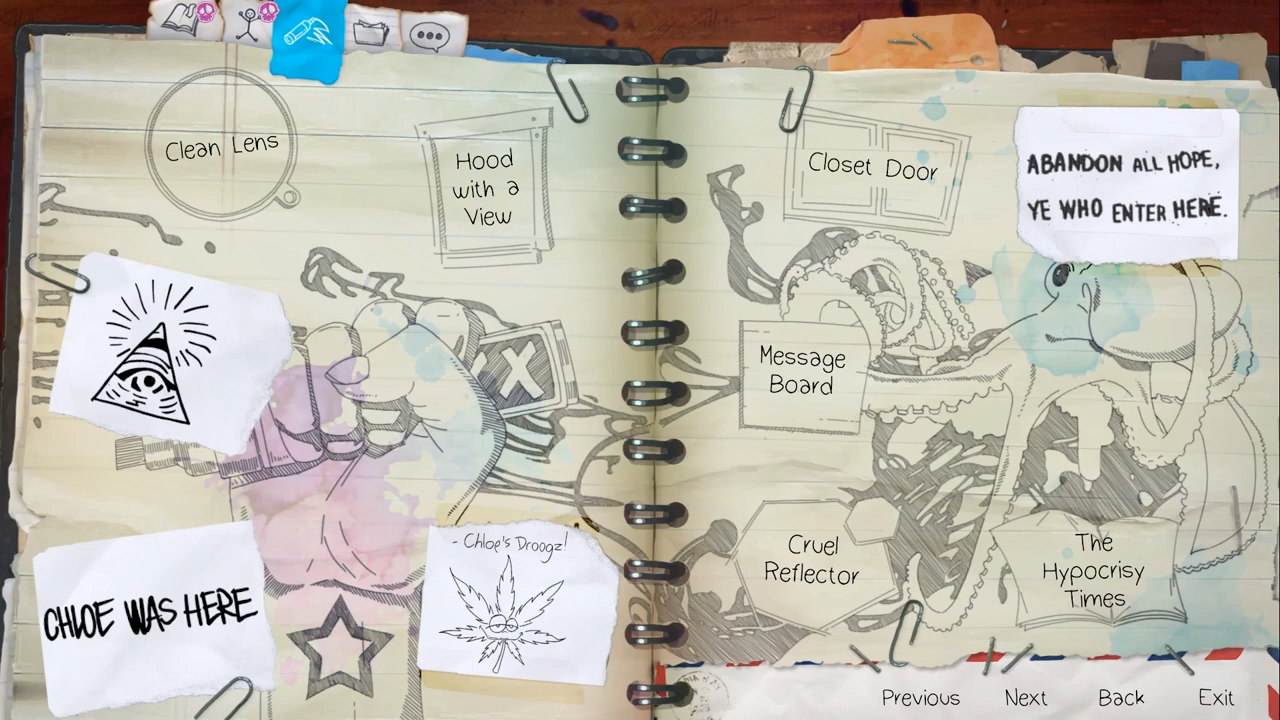 Clean Lens
Hood
with a
View
CHLOE WAS HERE
- Chloe's Droogz!
Closet Door
ABANDON ALL HOPE,
YE WHO ENTER HERE.
Message
Board
Cruel
Reflector
The
Hypocrisy
Times
Previous
Next
Back
Exit